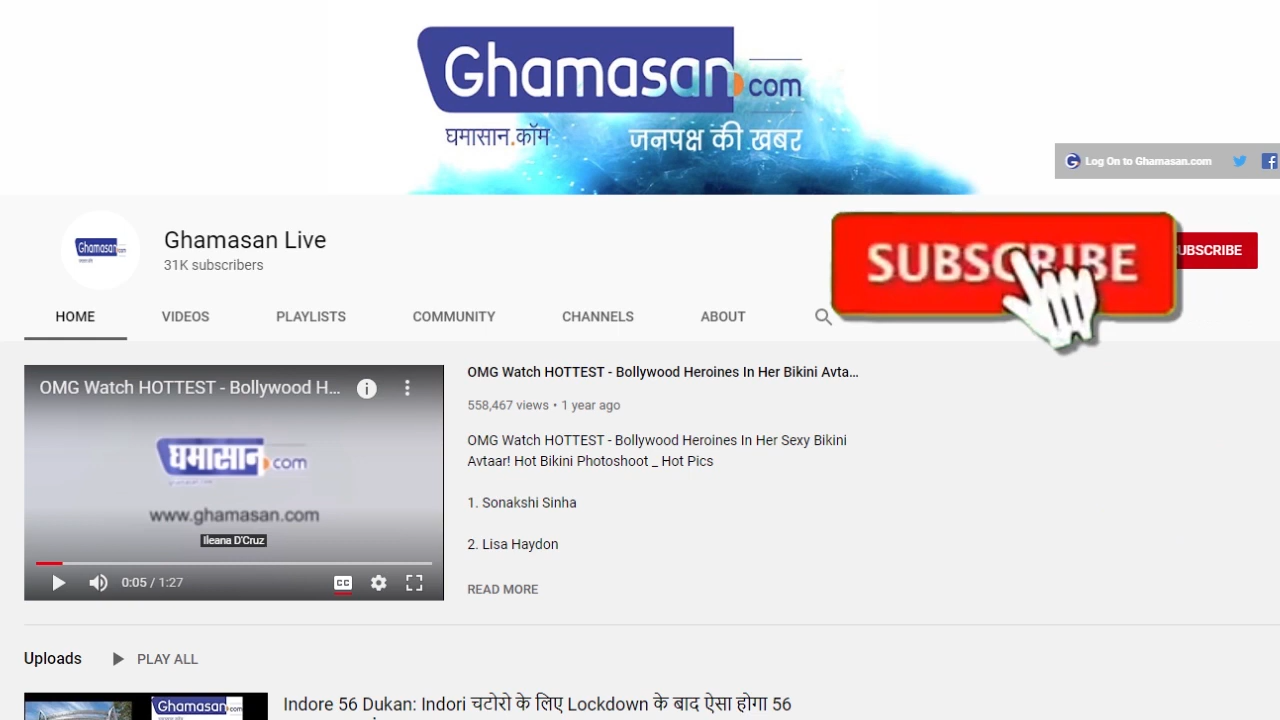 Ghamasan.com
घमासान.कॉम
जनपक्ष की खबर
Log On to Ghamasan.com
Ghamasan
Ghamasan Live
31K subscribers
SUBSCRIBE
UBSCRIBE
HOME VIDEOS PLAYLISTS COMMUNITY CHANNELS ABOUT
OMG Watch HOTTEST - Bollywood H...
घमासान.com
www.ghamasan.com
Ileana D'Cruz
0:05 / 1:27
CC
OMG Watch HOTTEST - Bollywood Heroines In Her Bikini Avta...
558,467 views • 1 year ago
OMG Watch HOTTEST - Bollywood Heroines In Her Sexy Bikini
Avtaar! Hot Bikini Photoshoot _ Hot Pics
1. Sonakshi Sinha
2. Lisa Haydon
READ MORE
Uploads PLAY ALL
Ghamasan.com
Indore 56 Dukan: Indori चटोरो के लिए Lockdown के बाद ऐसा होगा 56